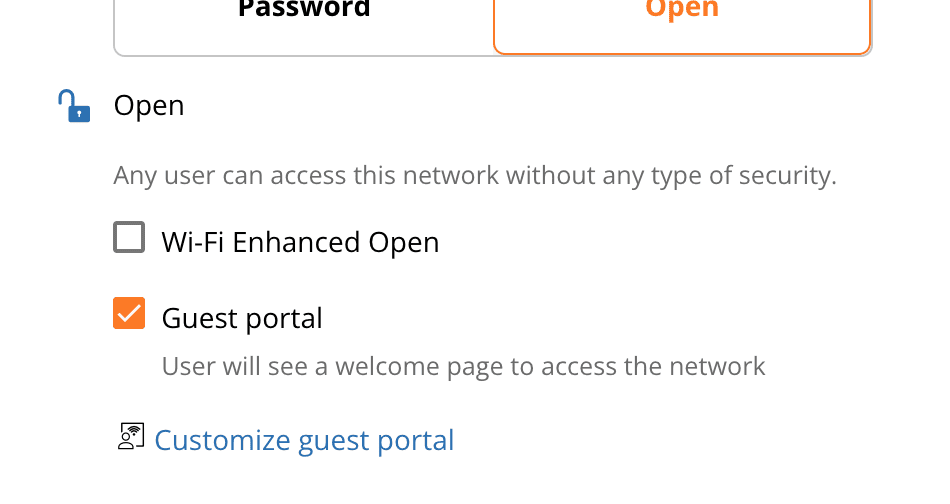 Password
Open
Open
Any user can access this network without any type of security.
Wi-Fi Enhanced Open
Guest portal
User will see a welcome page to access the network
Customize guest portal